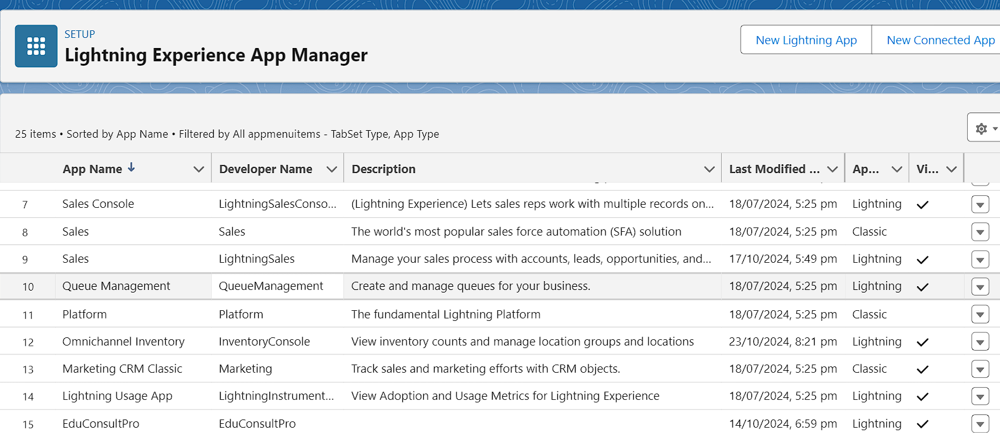 SETUP
Lightning Experience App Manager
New Lightning App
New Connected App
25 items • Sorted by App Name • Filtered by All appmenuitems - TabSet Type, App Type
App Name Developer Name Description Last Modified ... Ap... Vi...
7 Sales Console LightningSalesConso... (Lightning Experience) Lets sales reps work with multiple records on... 18/07/2024, 5:25 pm Lightning
8 Sales Sales The world's most popular sales force automation (SFA) solution 18/07/2024, 5:25 pm Classic
9 Sales LightningSales Manage your sales process with accounts, leads, opportunities, and... 17/10/2024, 5:49 pm Lightning
10 Queue Management QueueManagement Create and manage queues for your business. 18/07/2024, 5:25 pm Lightning
11 Platform Platform The fundamental Lightning Platform 18/07/2024, 5:25 pm Classic
12 Omnichannel Inventory InventoryConsole View inventory counts and manage location groups and locations 23/10/2024, 8:21 pm Lightning
13 Marketing CRM Classic Marketing Track sales and marketing efforts with CRM objects. 18/07/2024, 5:25 pm Classic
14 Lightning Usage App LightningInstrument... View Adoption and Usage Metrics for Lightning Experience 18/07/2024, 5:25 pm Lightning
15 EduConsultPro EduConsultPro 14/10/2024, 6:59 pm Lightning